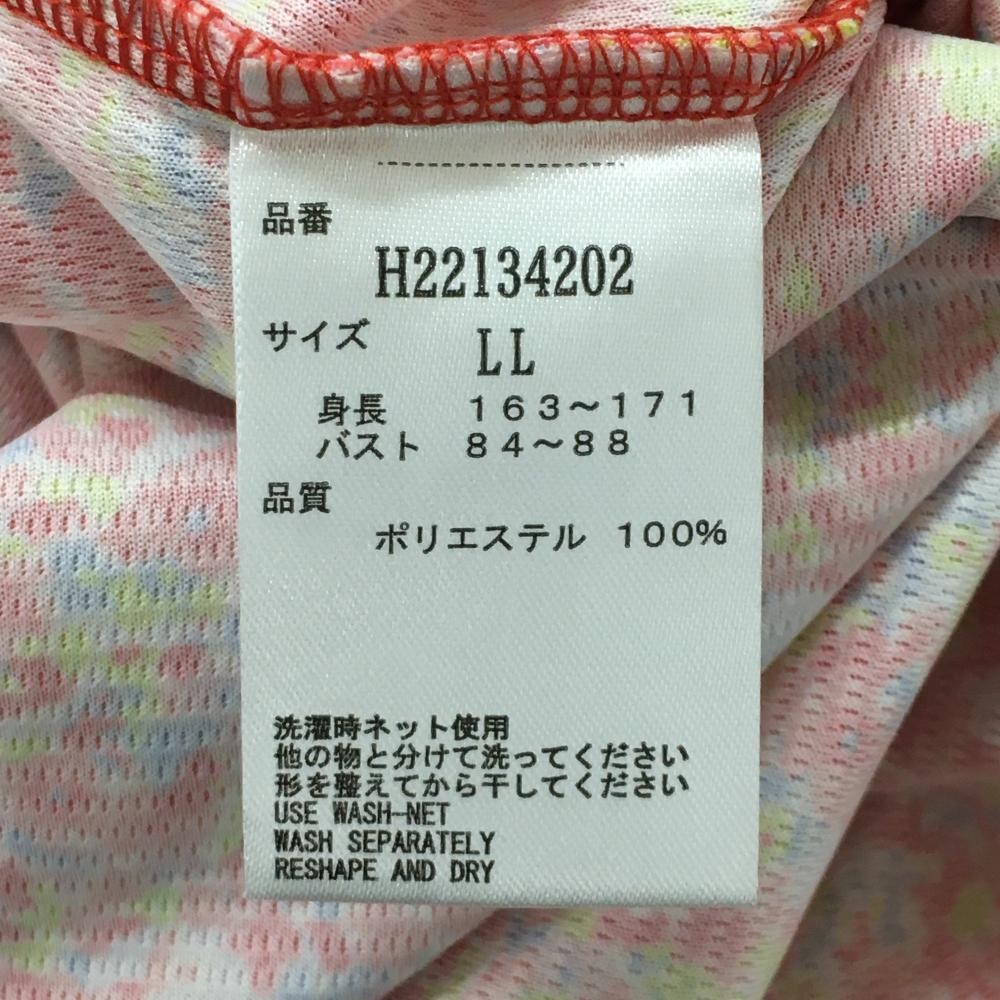 品番
H22134202
サイズ LL
身長 163～171
バスト 84～88
品質
ポリエステル 100%
洗濯時ネット使用
他の物と分けて洗ってください
形を整えてから干してください
USE WASH-NET
WASH SEPARATELY
RESHAPE AND DRY